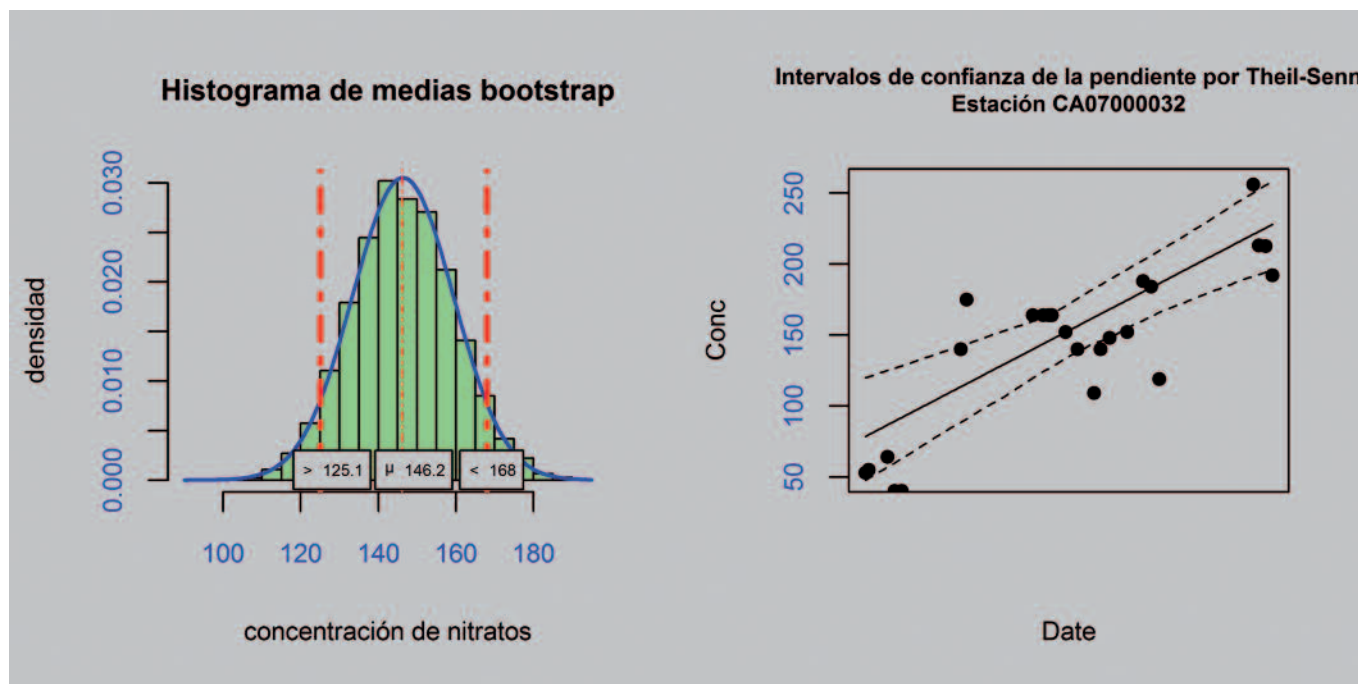 Histograma de medias bootstrap
densidad
0.030
0.020
0.010
0.000
> 125.1
μ 146.2
< 168
100 120 140 160 180
concentración de nitratos
Intervalos de confianza de la pendiente por Theil-Senn
Estación CA07000032
Conc
250
200
150
100
50
Date